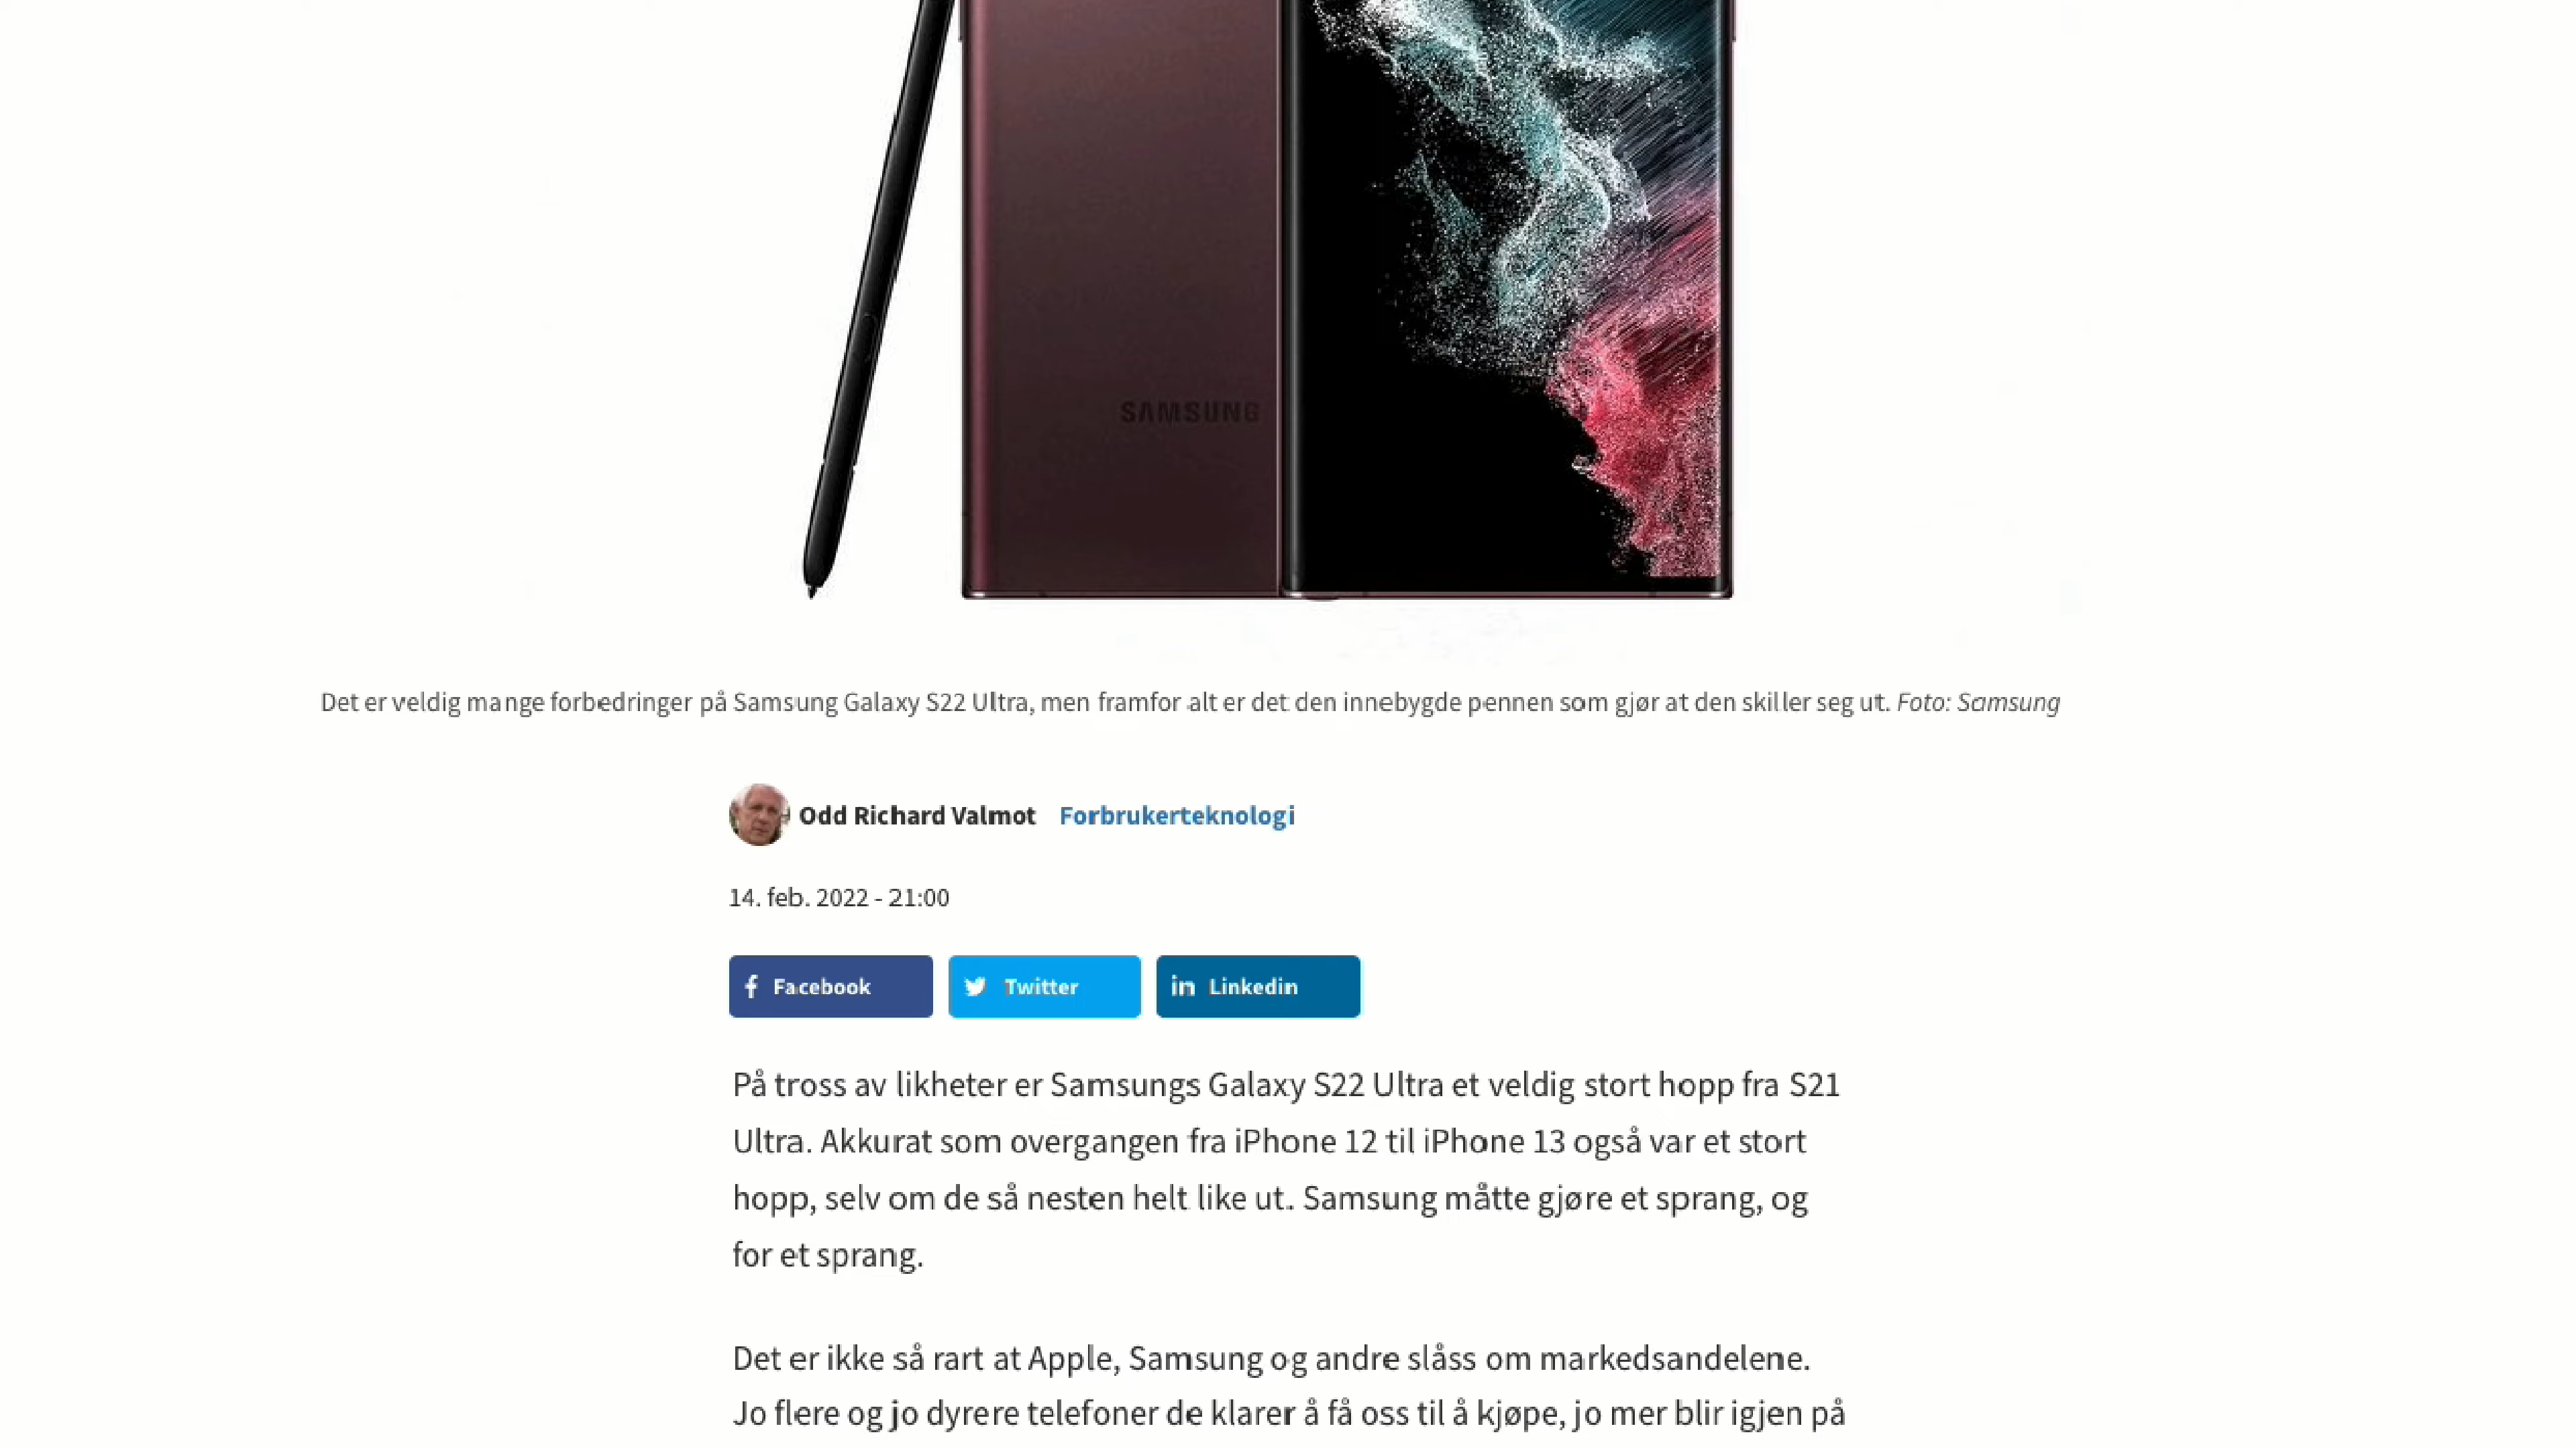 SAMSUNG
Det er veldig mange forbedringer på Samsung Galaxy S22 Ultra, men framfor alt er det den innebygde pennen som gjør at den skiller seg ut. Foto: Samsung
Odd Richard Valmot Forbrukerteknologi
14. feb. 2022 - 21:00
Facebook Twitter Linkedin
På tross av likheter er Samsungs Galaxy S22 Ultra et veldig stort hopp fra S21
Ultra. Akkurat som overgangen fra iPhone 12 til iPhone 13 også var et stort
hopp, selv om de så nesten helt like ut. Samsung måtte gjøre et sprang, og
for et sprang.
Det er ikke så rart at Apple, Samsung og andre slåss om markedsandelene.
Jo flere og jo dyrere telefoner de klarer å få oss til å kjøpe, jo mer blir igjen på